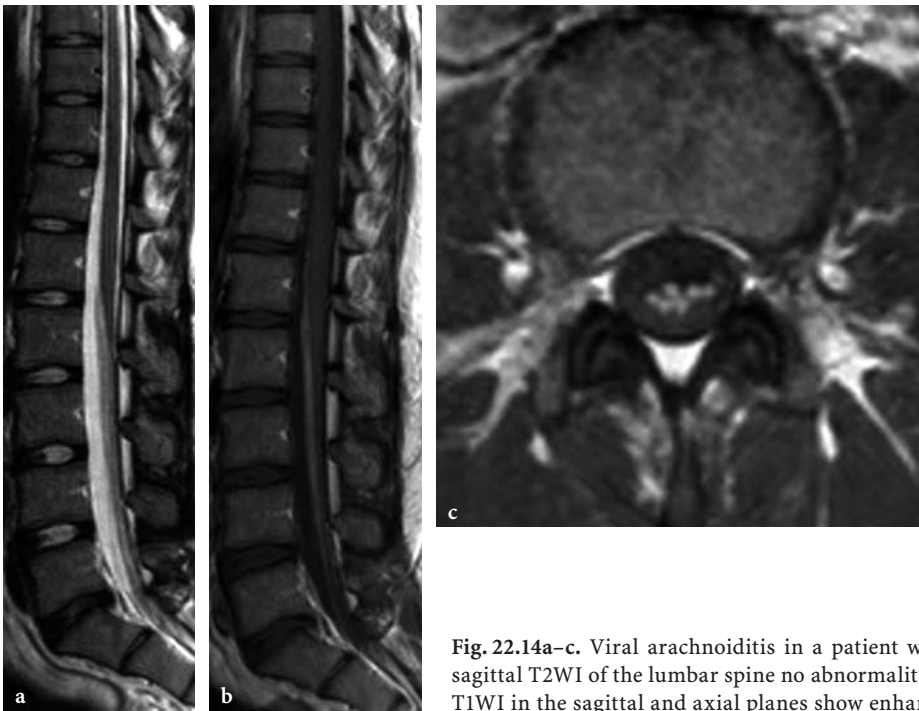 a
b
c
Fig. 22.14a–c. Viral arachnoiditis in a patient w
sagittal T2WI of the lumbar spine no abnormalit
T1WI in the sagittal and axial planes show enhan